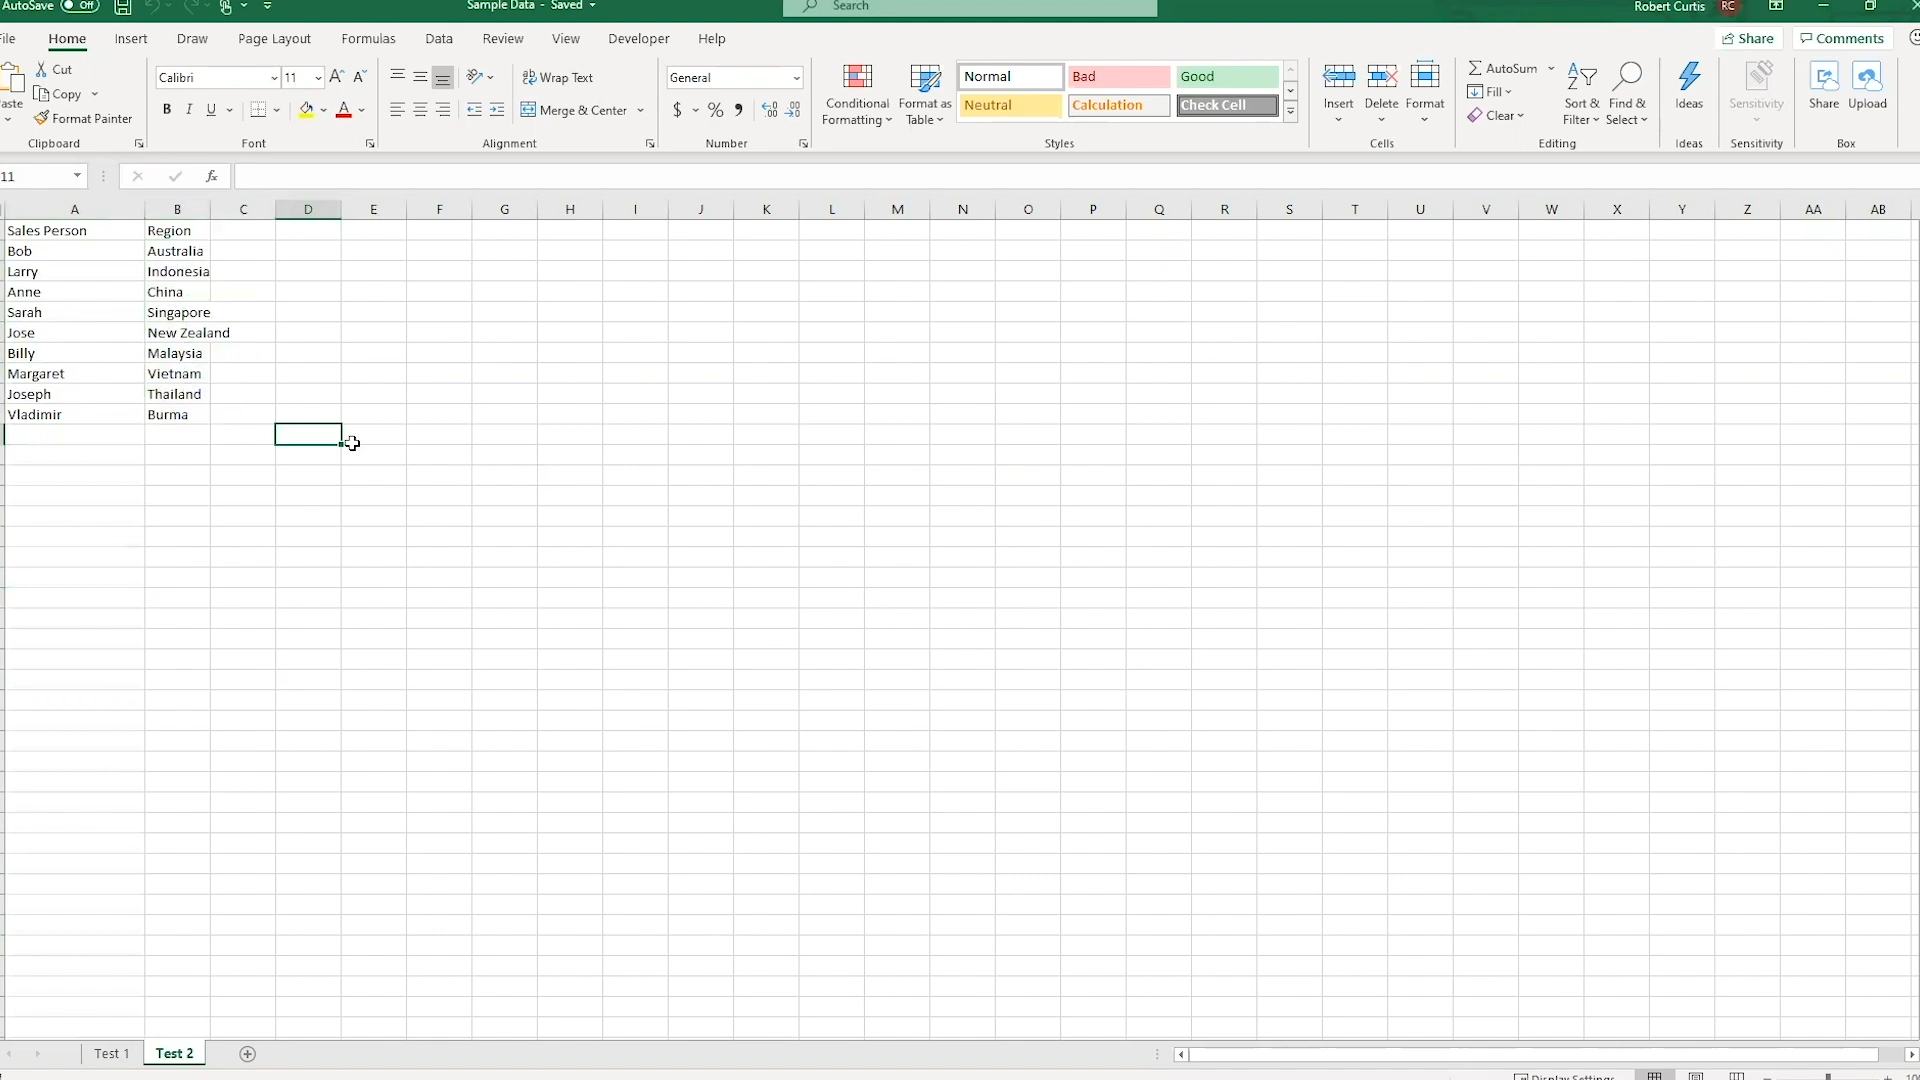 AutoSave Off Sample Data - Saved Search Robert Curtis RC
File Home Insert Draw Page Layout Formulas Data Review View Developer Help Share Comments
Paste Cut Copy Format Painter Clipboard
Calibri 11 A A B I U A Font
ab Wrap Text Merge & Center Alignment
General $ % , Number
Conditional Formatting Format as Table Normal Bad Good Neutral Calculation Check Cell Styles
Insert Delete Format Cells
AutoSum Fill Clear Sort & Filter Find & Select Editing
Ideas Ideas
Sensitivity Sensitivity
Share Upload Box
11 fx
A B C D E F G H I J K L M N O P Q R S T U V W X Y Z AA AB
Sales Person Region
Bob Australia
Larry Indonesia
Anne China
Sarah Singapore
Jose New Zealand
Billy Malaysia
Margaret Vietnam
Joseph Thailand
Vladimir Burma
Test 1 Test 2
Display Settings